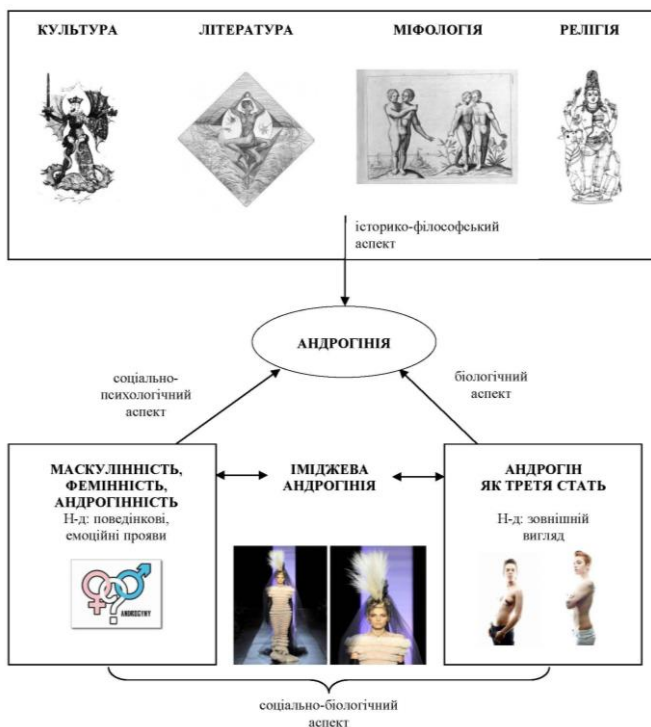 КУЛЬТУРА
ЛІТЕРАТУРА
МІФОЛОГІЯ
РЕЛІГІЯ
історико-філософський
аспект
АНДРОГІНІЯ
соціально-
психологічний
аспект
біологічний
аспект
МАСКУЛІННІСТЬ,
ФЕМІННІСТЬ,
АНДРОГІННІСТЬ
Н-д: поведінкові,
емоційні прояви
ANDROGYNY
ІМІДЖЕВА
АНДРОГІНІЯ
АНДРОГІН
ЯК ТРЕТЯ СТАТЬ
Н-д: зовнішній
вигляд
соціально-біологічний
аспект